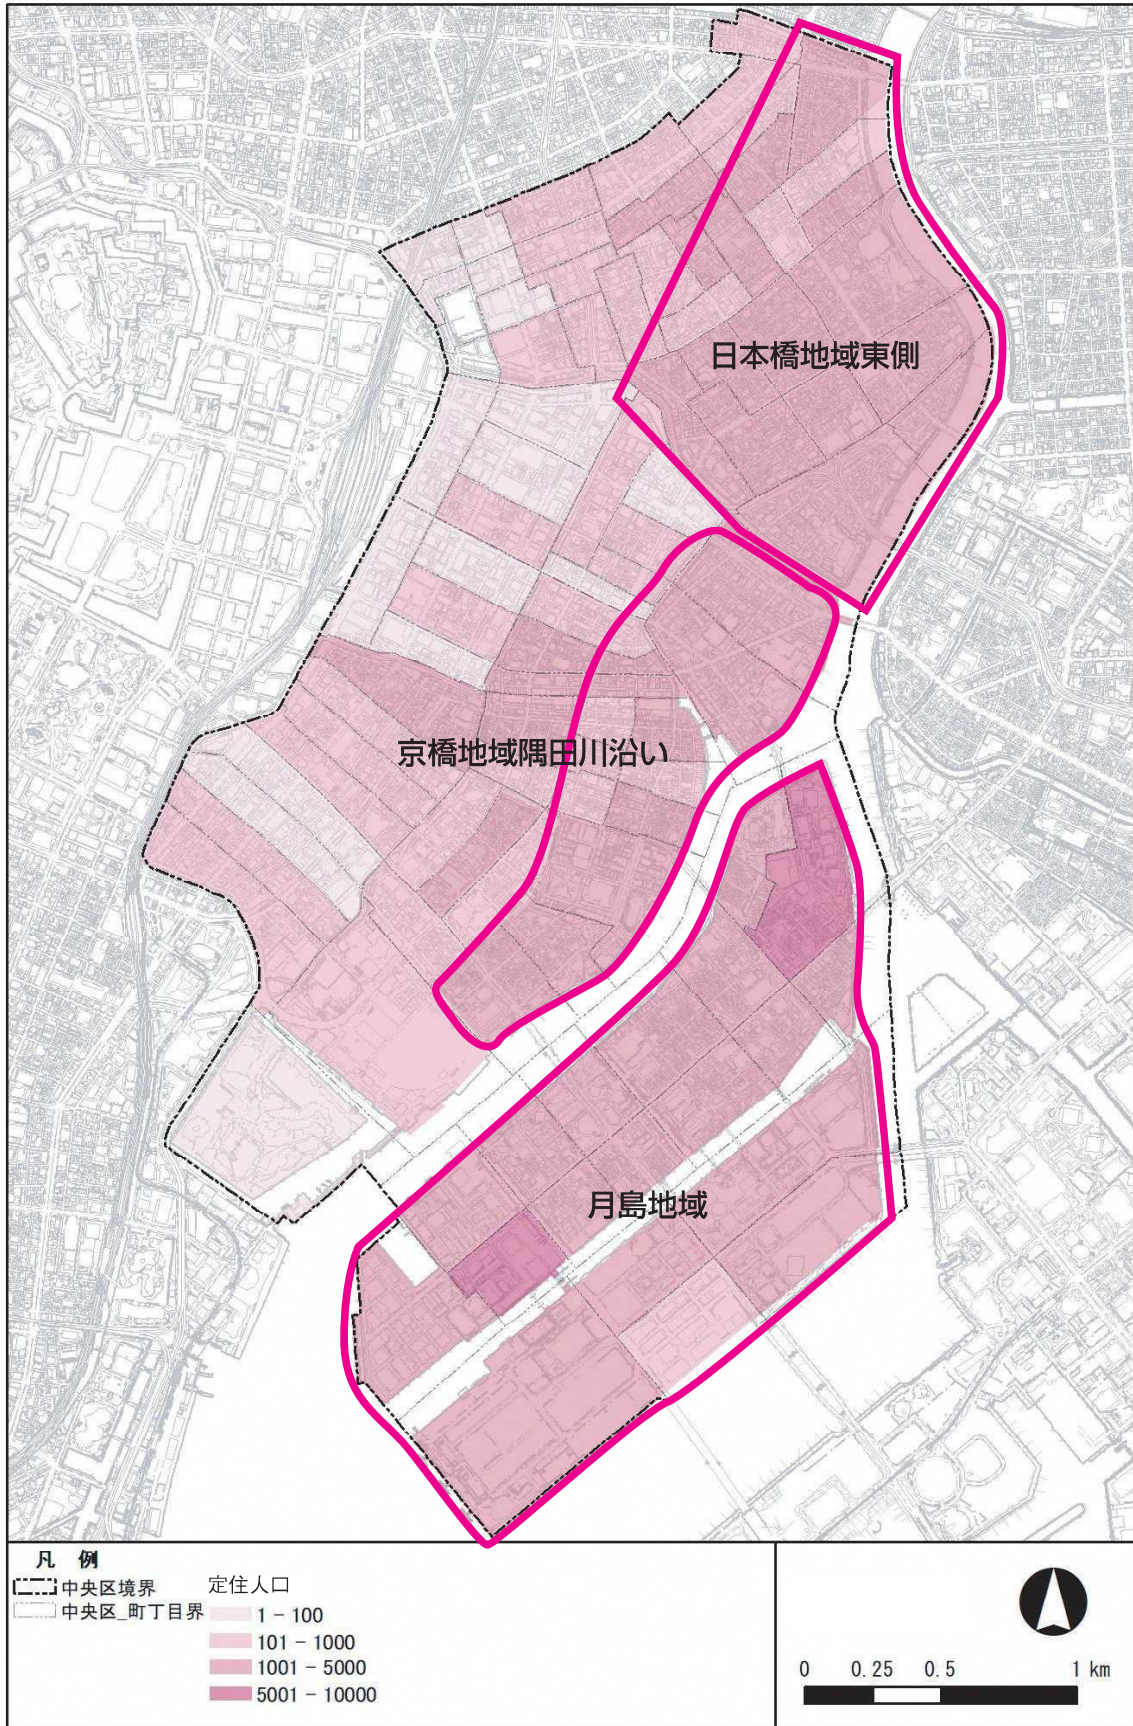 日本橋地域東側
京橋地域隅田川沿い
月島地域
凡 例
中央区境界
中央区_町丁目界
定住人口
1 - 100
101 - 1000
1001 - 5000
5001 - 10000
0 0.25 0.5 1 km